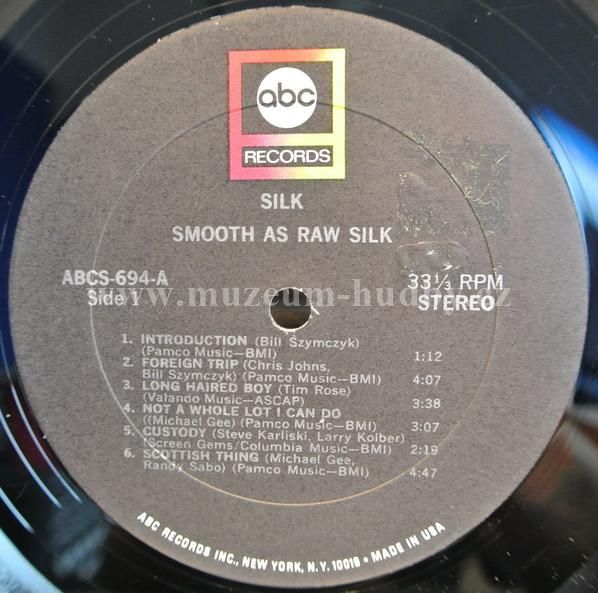 abc
RECORDS
SILK
SMOOTH AS RAW SILK
ABCS-694-A
Side 1
33⅓ RPM
STEREO
1. INTRODUCTION (Bill Szymczyk)
(Pamco Music—BMI) 1:12
2. FOREIGN TRIP (Chris Johns,
Bill Szymczyk) (Pamco Music—BMI) 4:07
3. LONG HAIRED BOY (Tim Rose)
(Valando Music—ASCAP) 3:38
4. NOT A WHOLE LOT I CAN DO
((Michael Gee) (Pamco Music—BMI) 3:07
5. CUSTODY (Steve Karliski, Larry Kolber)
(Screen Gems/Columbia Music—BMI) 2:19
6. SCOTTISH THING (Michael Gee,
Randy Sabo) (Pamco Music—BMI) 4:47
ABC RECORDS INC., NEW YORK, N.Y. 10019 • MADE IN USA